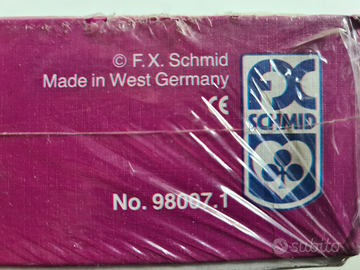 © F.X. Schmid
Made in West Germany
CE
FX
SCHMID
No. 98007.1
subito